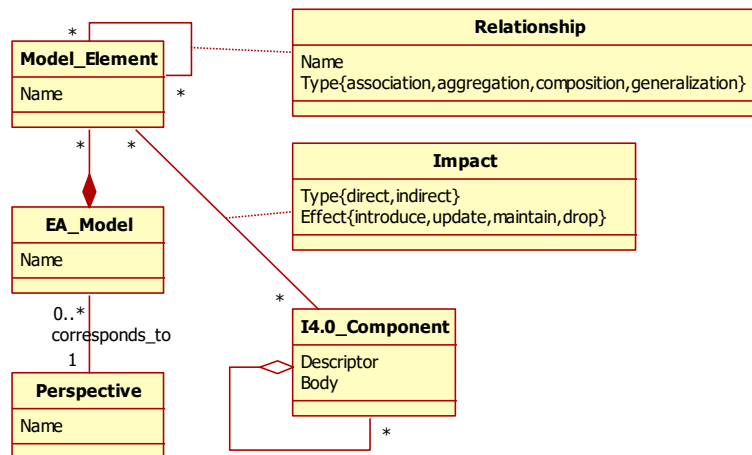 *
Model_Element
Name
*
Relationship
Name
Type{association,aggregation,composition,generalization}
*
*
Impact
Type{direct,indirect}
Effect{introduce,update,maintain,drop}
EA_Model
Name
0..*
corresponds_to
1
*
I4.0_Component
Descriptor
Body
*
Perspective
Name